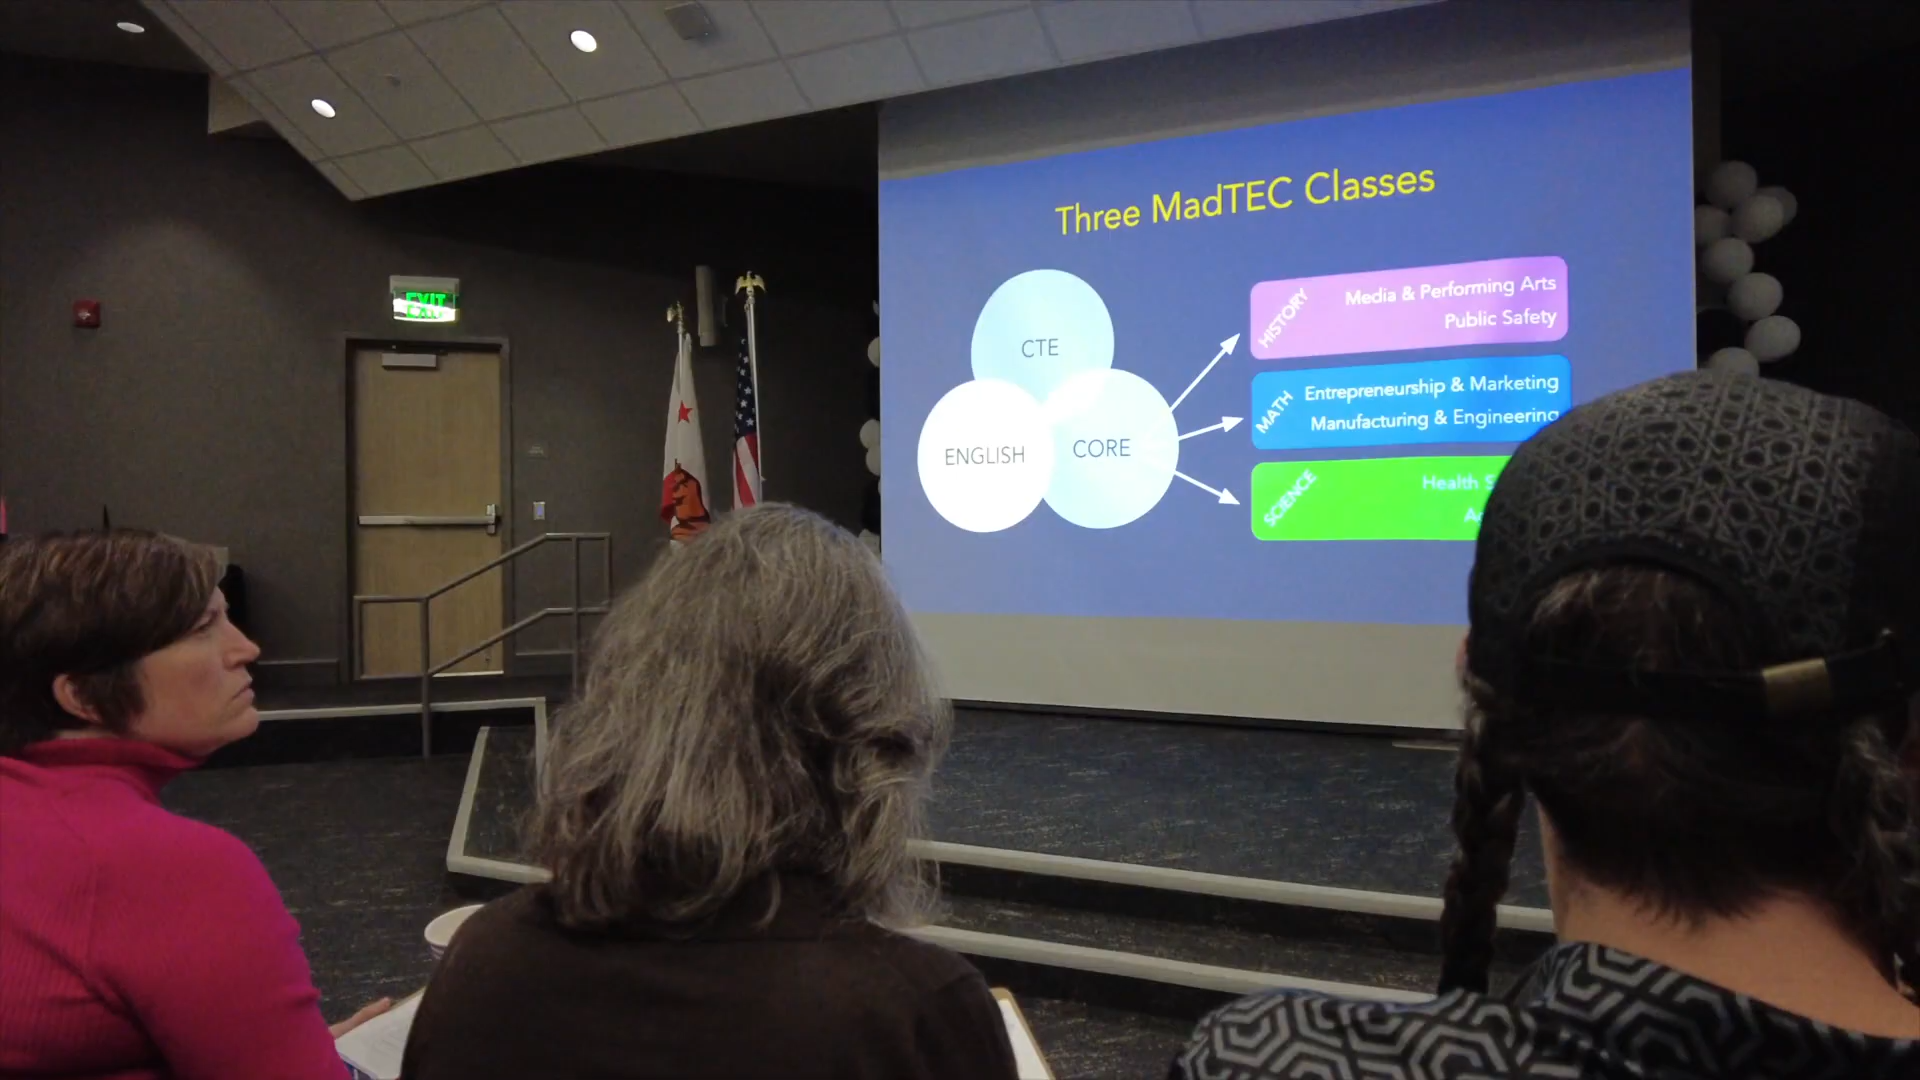 EXIT
Three MadTEC Classes
CTE
ENGLISH
CORE
HISTORY
Media & Performing Arts
Public Safety
MATH
Entrepreneurship & Marketing
Manufacturing & Engineering
SCIENCE
Health